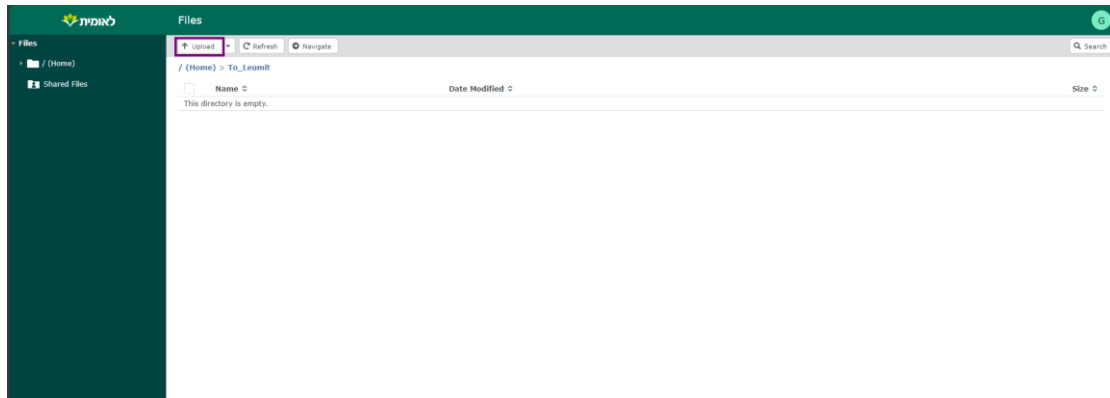 לאומית
Files
G
Files
/ (Home)
Shared Files
Upload Refresh Navigate Search
/ (Home) > To_Leumit
Name Date Modified Size
This directory is empty.